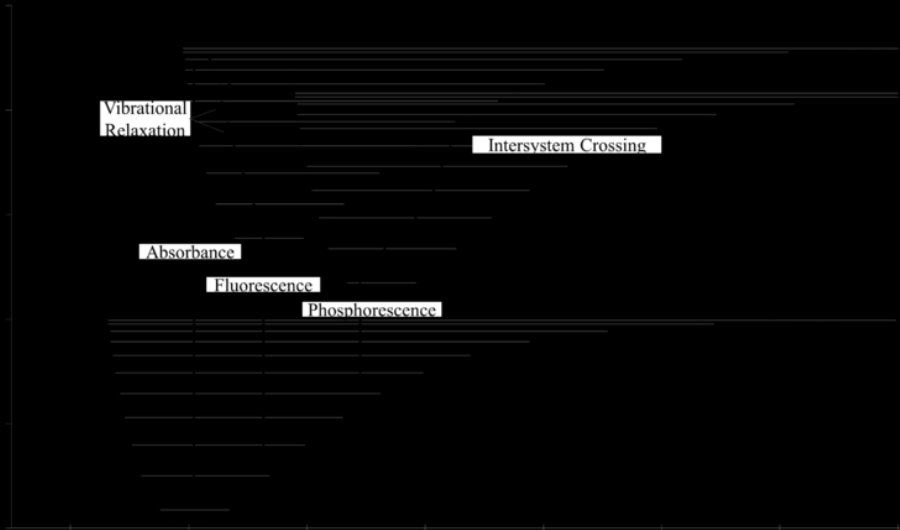 Vibrational
Relaxation
Intersystem Crossing
Absorbance
Fluorescence
Phosphorescence